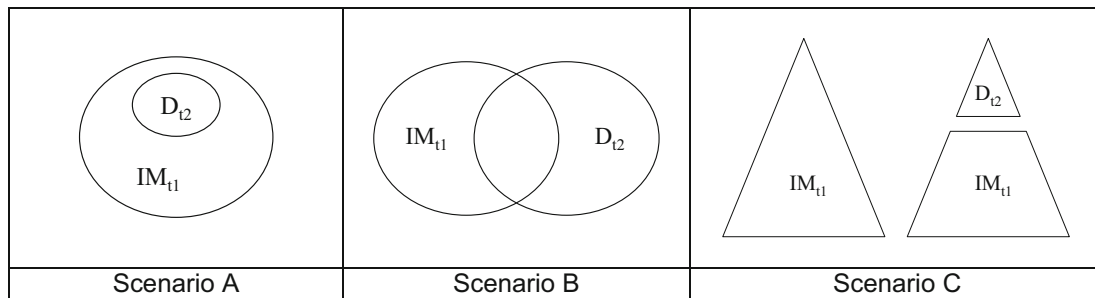 D_t2
IM_t1
Scenario A
IM_t1
D_t2
Scenario B
IM_t1
D_t2
IM_t1
Scenario C